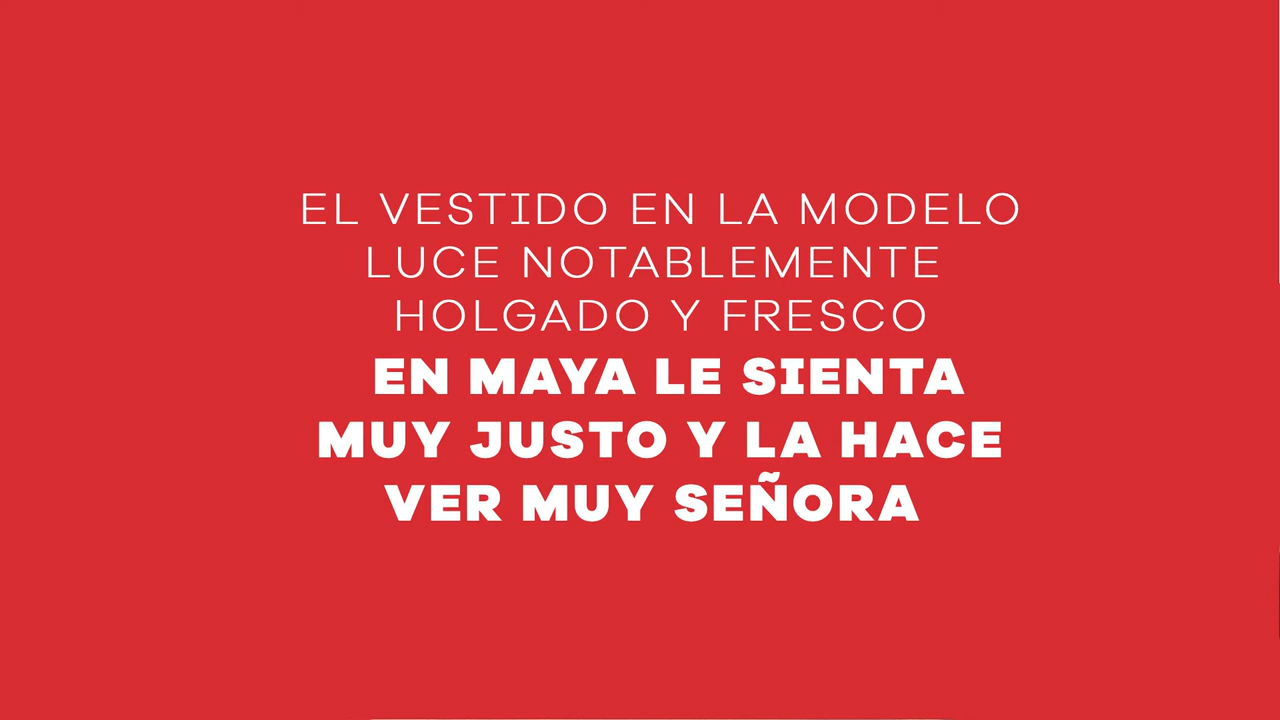 EL VESTIDO EN LA MODELO
LUCE NOTABLEMENTE
HOLGADO Y FRESCO
EN MAYA LE SIENTA
MUY JUSTO Y LA HACE
VER MUY SEÑORA